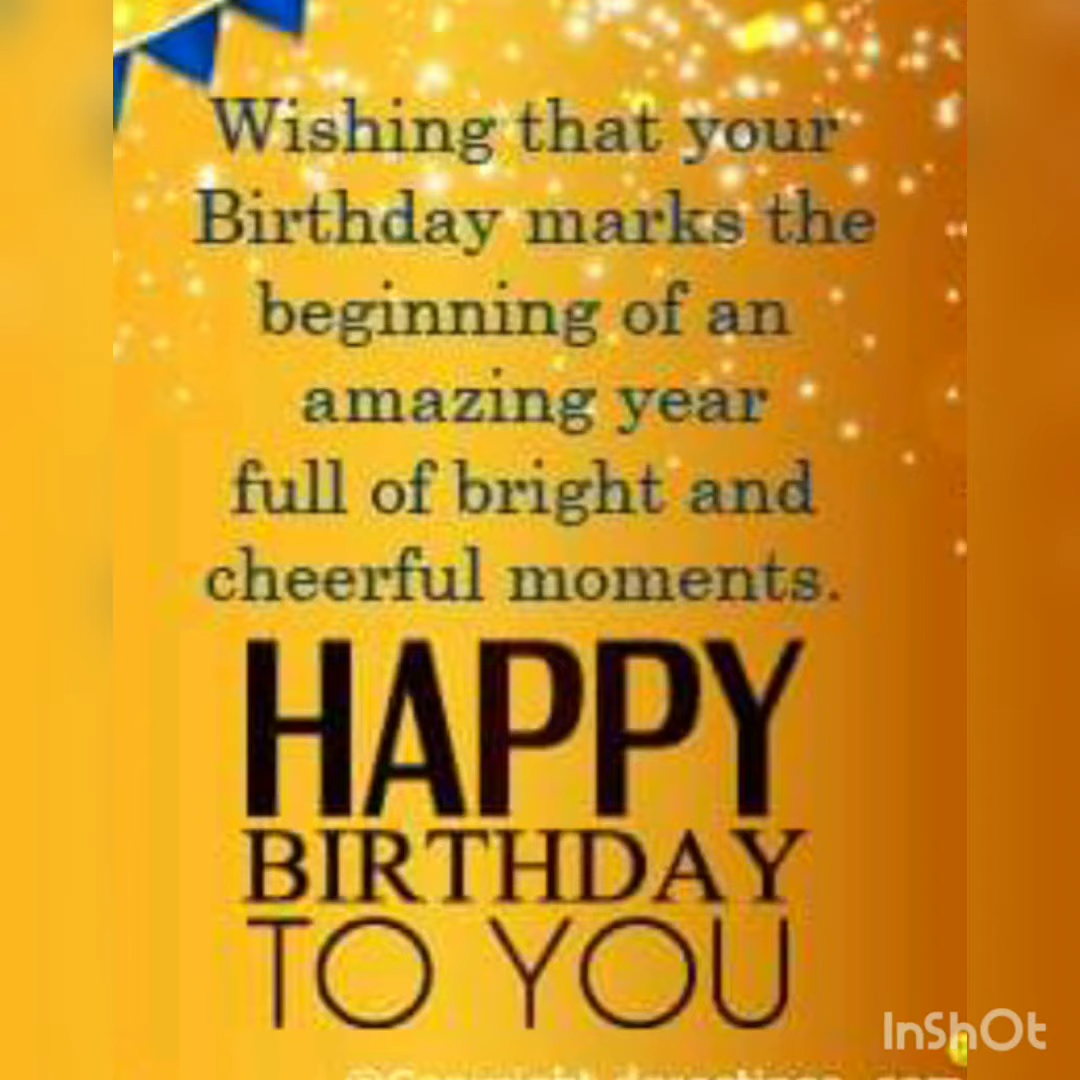 Wishing that your
Birthday marks the
beginning of an
amazing year
full of bright and
cheerful moments.
HAPPY
BIRTHDAY
TO YOU
InShOt